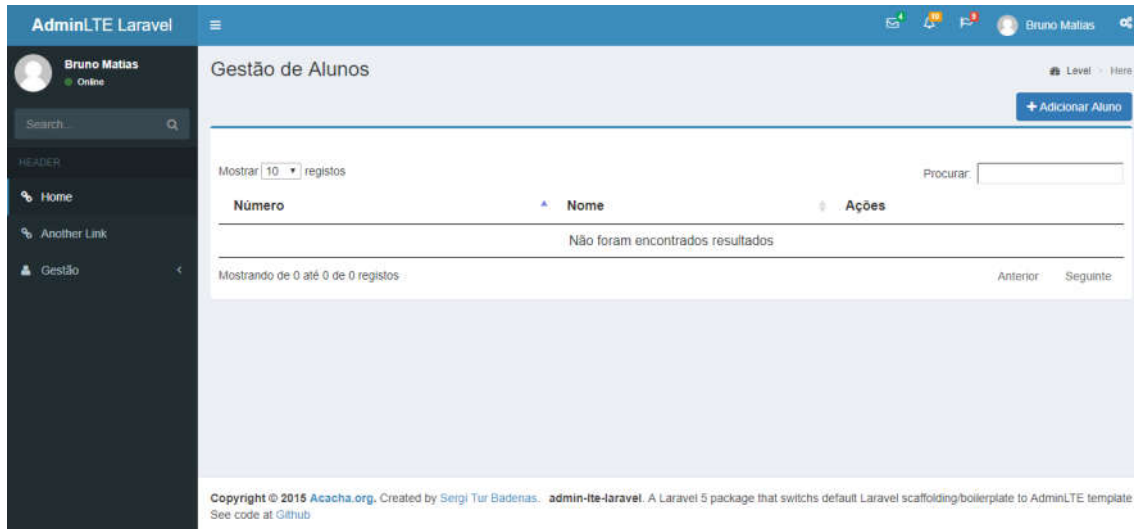 AdminLTE Laravel
4
10
9
Bruno Matias
Bruno Matias
Online
Search...
HEADER
Home
Another Link
Gestão
Gestão de Alunos
Level > Here
+ Adicionar Aluno
Mostrar 10 registos
Procurar:
Número Nome Ações
Não foram encontrados resultados
Mostrando de 0 até 0 de 0 registos
Anterior Seguinte
Copyright © 2015 Acacha.org. Created by Sergi Tur Badenas. admin-lte-laravel. A Laravel 5 package that switchs default Laravel scaffolding/boilerplate to AdminLTE template
See code at Github